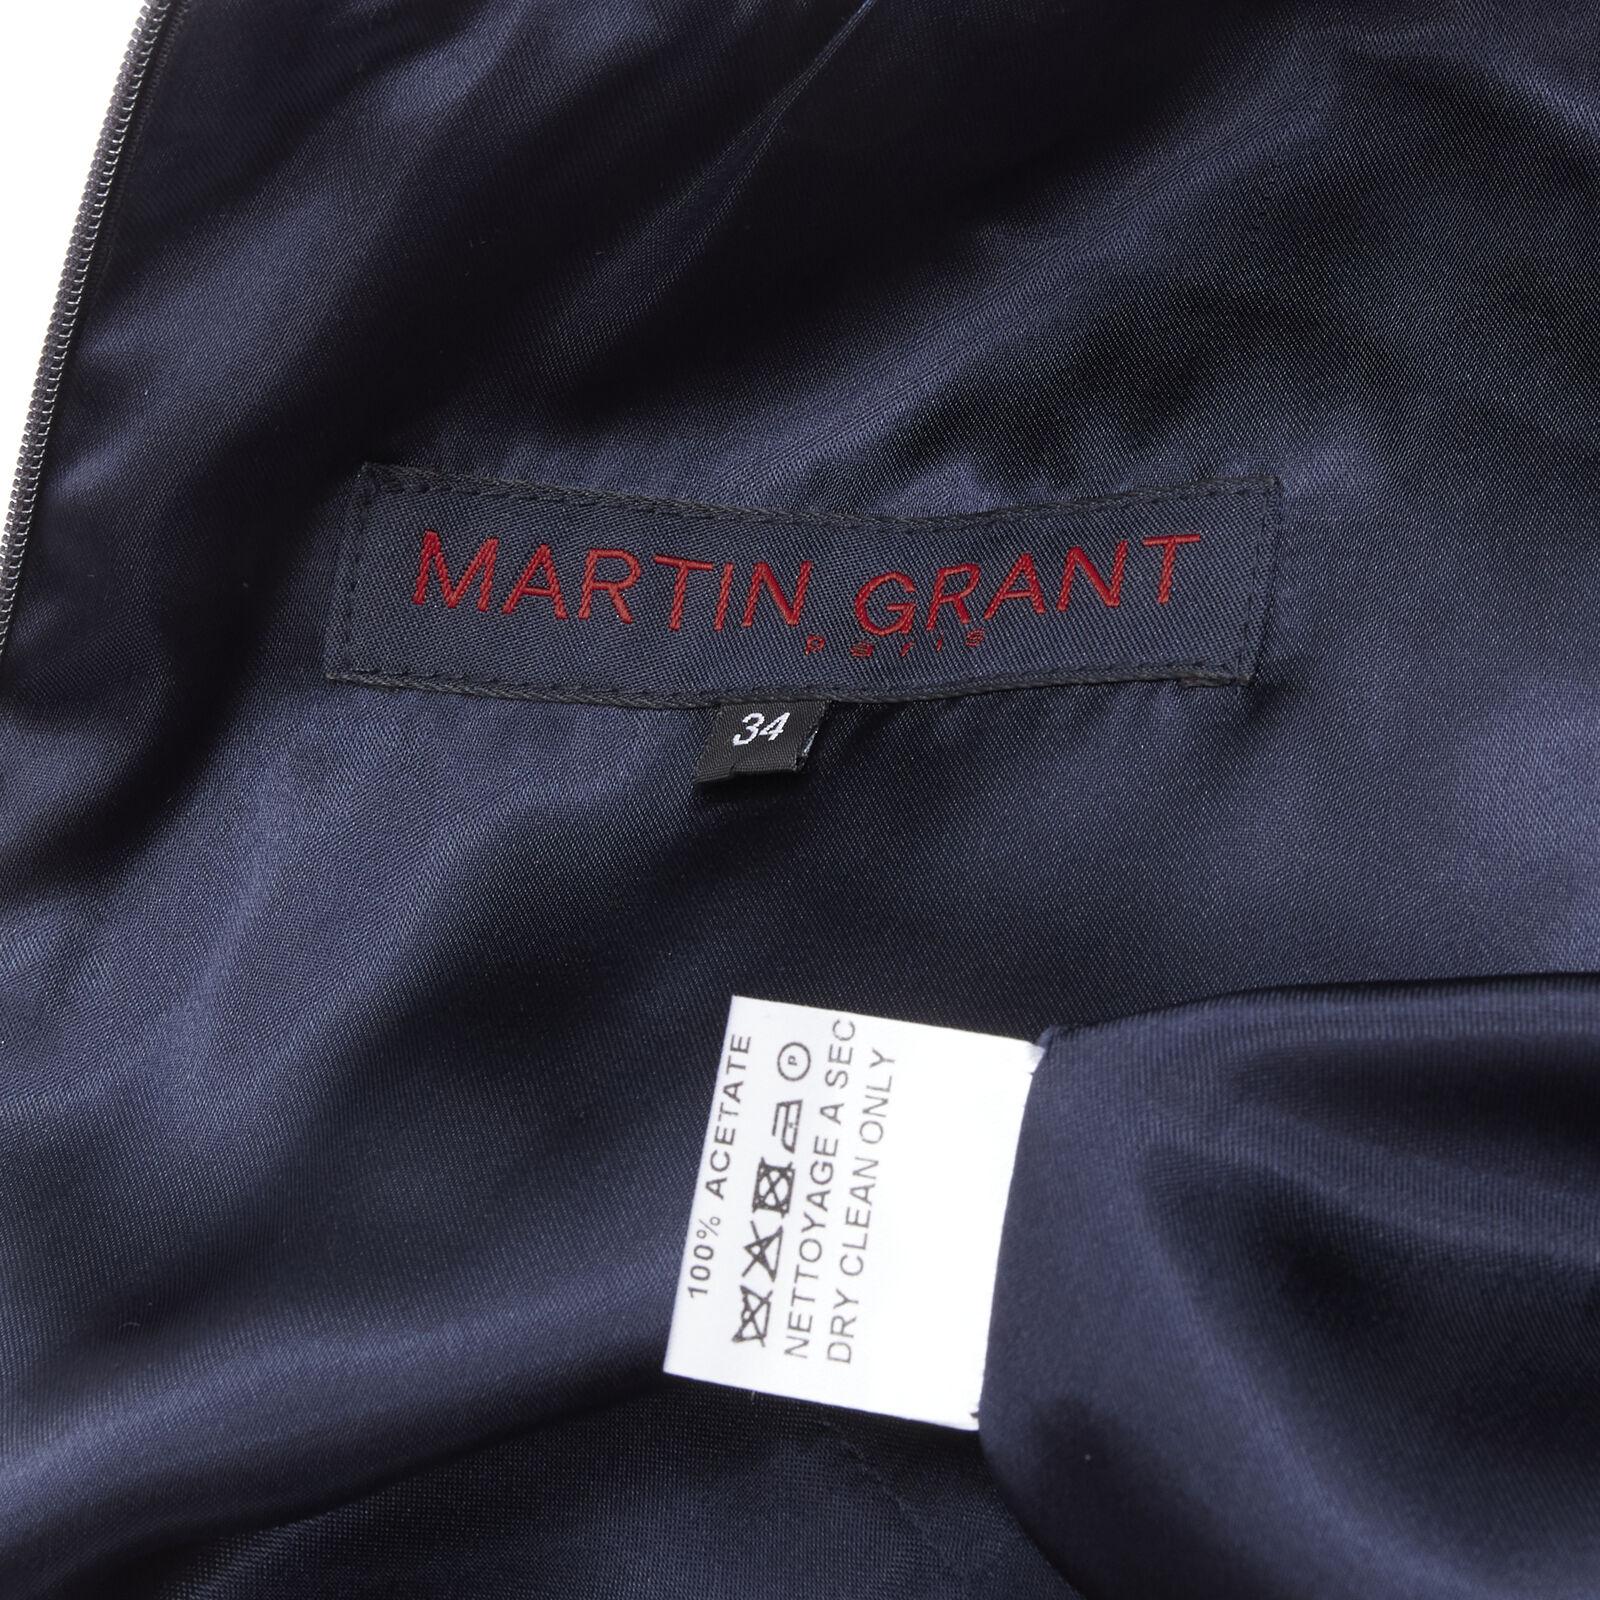 MARTIN GRANT
paris
34
100% ACETATE
P
NETTOYAGE A SEC
DRY CLEAN ONLY